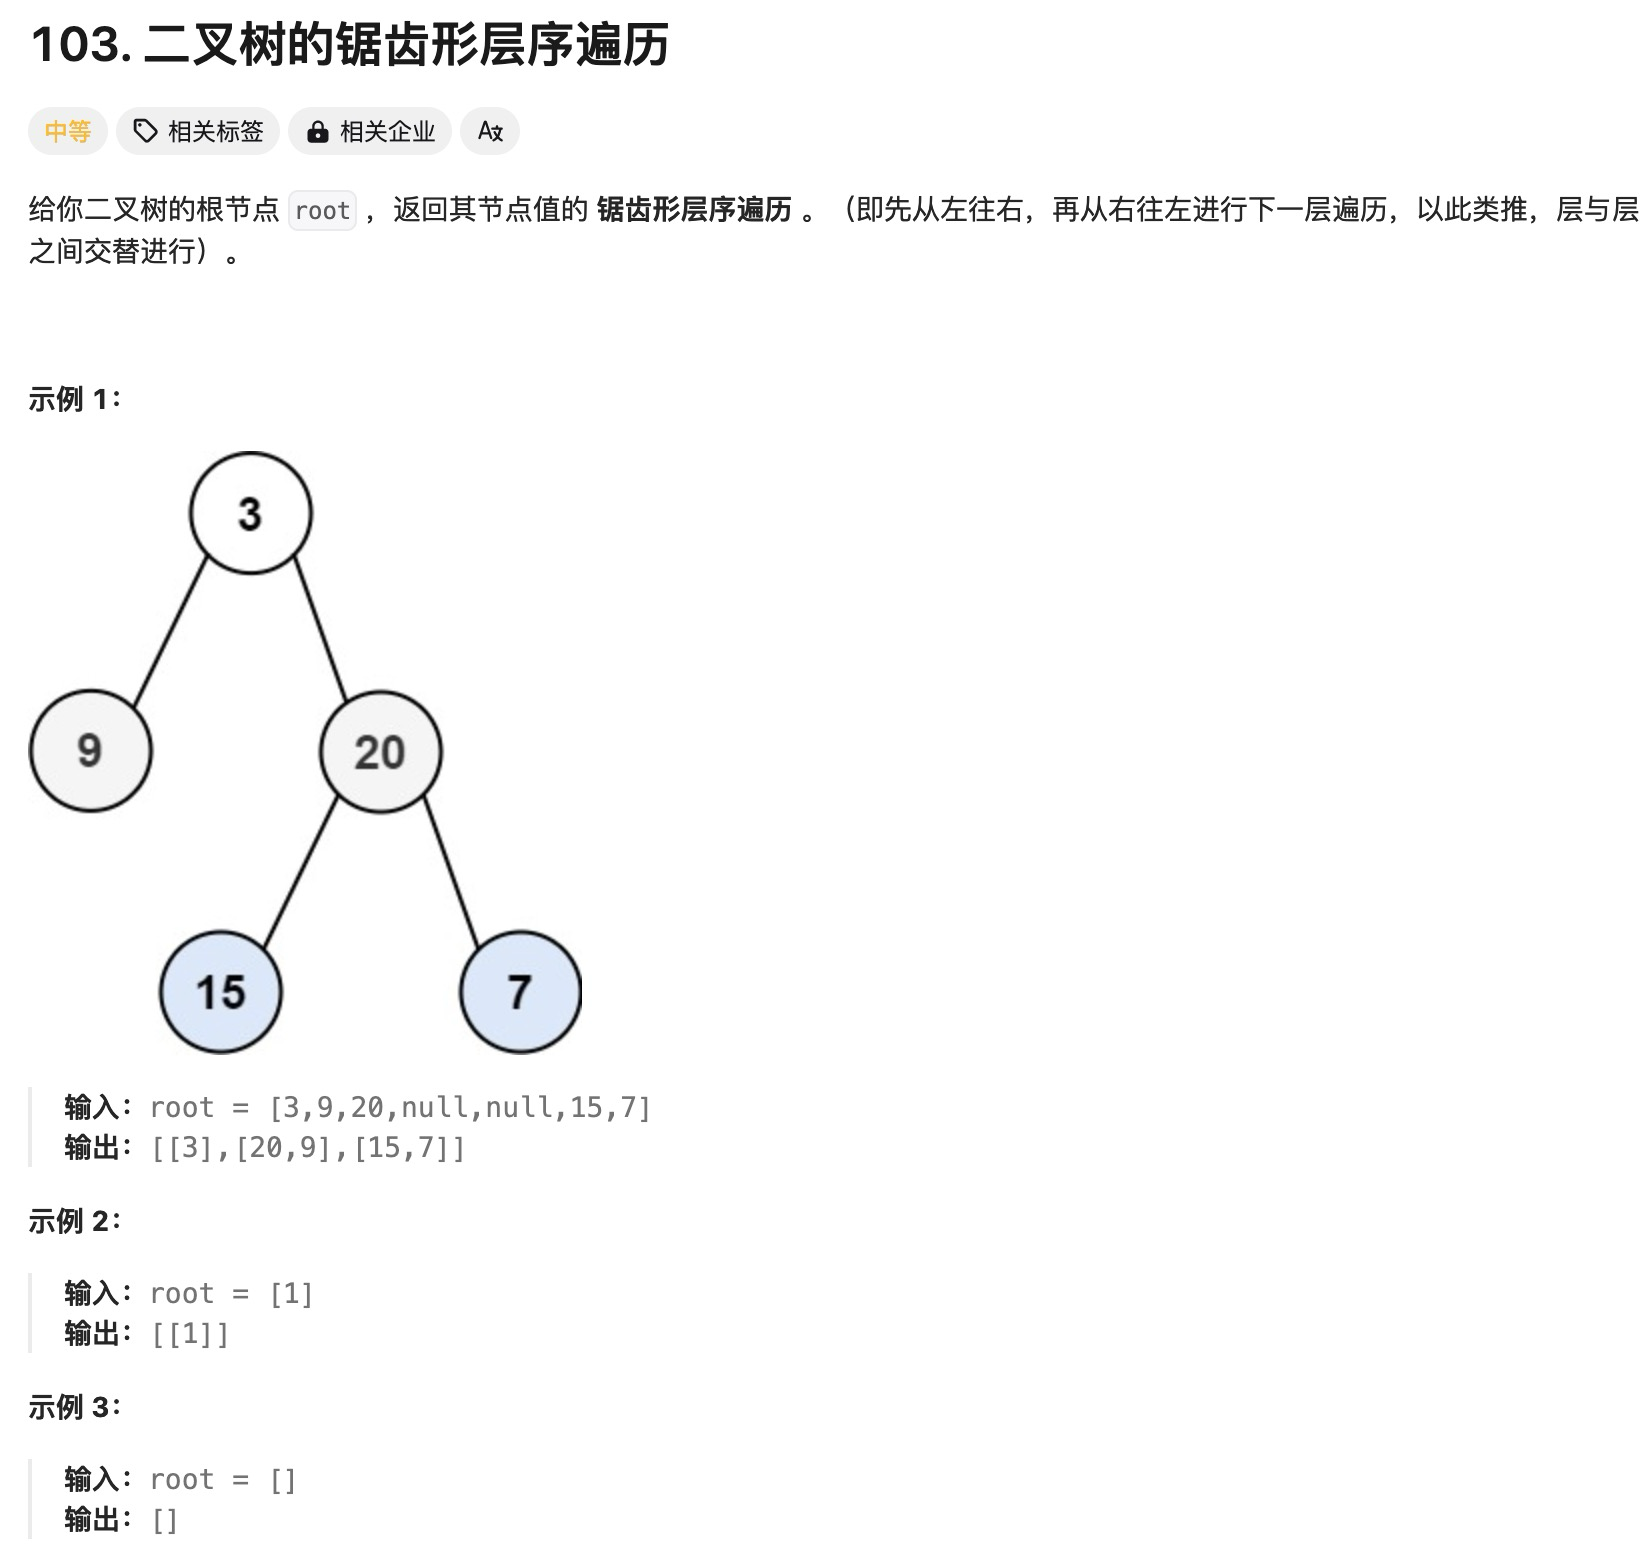 103. 二叉树的锯齿形层序遍历
中等 相关标签 相关企业 A文
给你二叉树的根节点 root ，返回其节点值的 锯齿形层序遍历 。（即先从左往右，再从右往左进行下一层遍历，以此类推，层与层
之间交替进行）。
示例 1：
3
9 20
15 7
输入：root = [3,9,20,null,null,15,7]
输出：[[3],[20,9],[15,7]]
示例 2：
输入：root = [1]
输出：[[1]]
示例 3：
输入：root = []
输出：[]